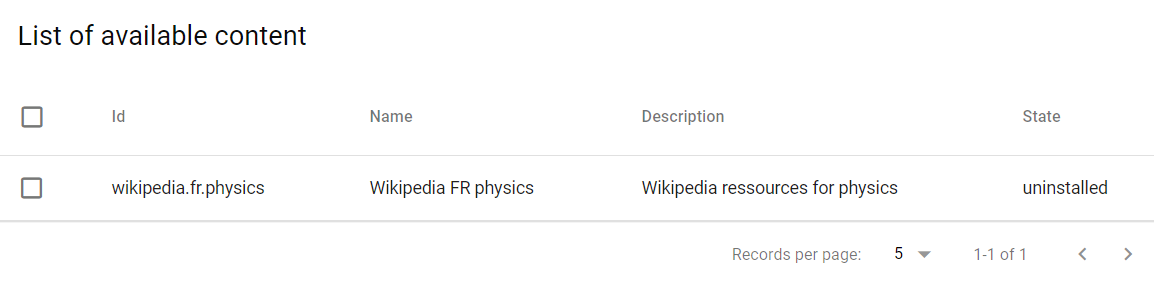 List of available content
Id Name Description State
wikipedia.fr.physics Wikipedia FR physics Wikipedia ressources for physics uninstalled
Records per page: 5 1-1 of 1